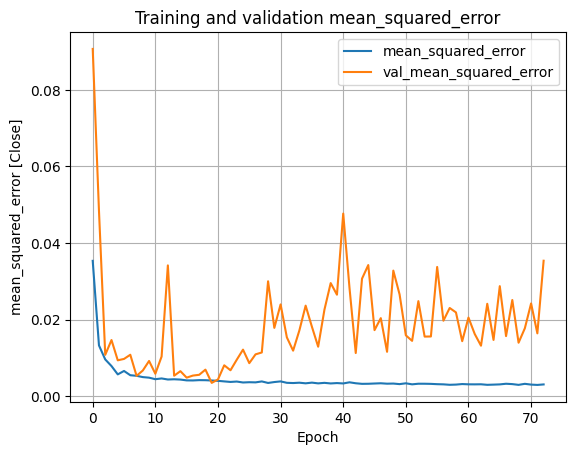 Training and validation mean_squared_error
mean_squared_error
val_mean_squared_error
mean_squared_error [Close]
0.08
0.06
0.04
0.02
0.00
0 10 20 30 40 50 60 70
Epoch